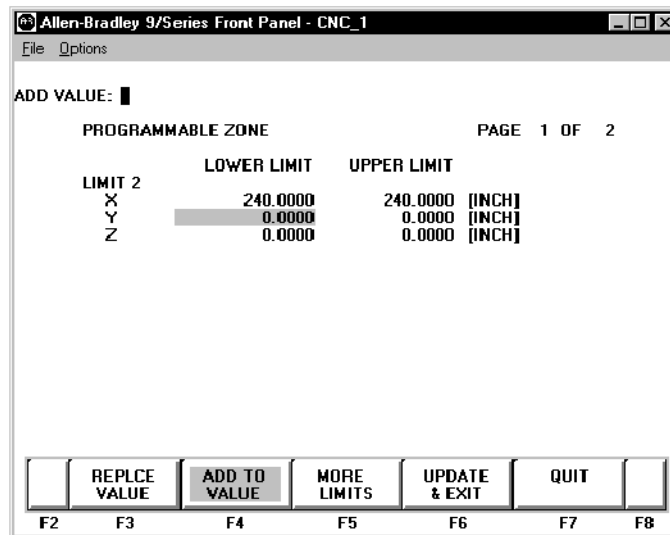 Allen-Bradley 9/Series Front Panel - CNC_1
File Options
ADD VALUE:
PROGRAMMABLE ZONE PAGE 1 OF 2
LOWER LIMIT UPPER LIMIT
LIMIT 2
X 240.0000 240.0000 [INCH]
Y 0.0000 0.0000 [INCH]
Z 0.0000 0.0000 [INCH]
REPLCE VALUE
ADD TO VALUE
MORE LIMITS
UPDATE & EXIT
QUIT
F2 F3 F4 F5 F6 F7 F8